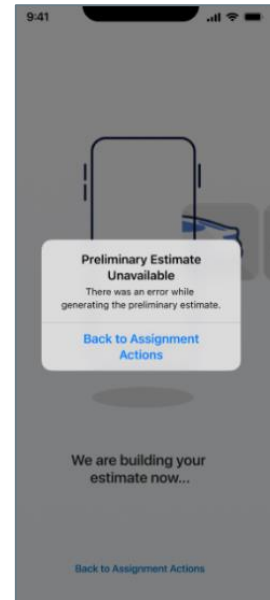 9:41
Preliminary Estimate
Unavailable
There was an error while
generating the preliminary estimate.
Back to Assignment
Actions
We are building your
estimate now...
Back to Assignment Actions